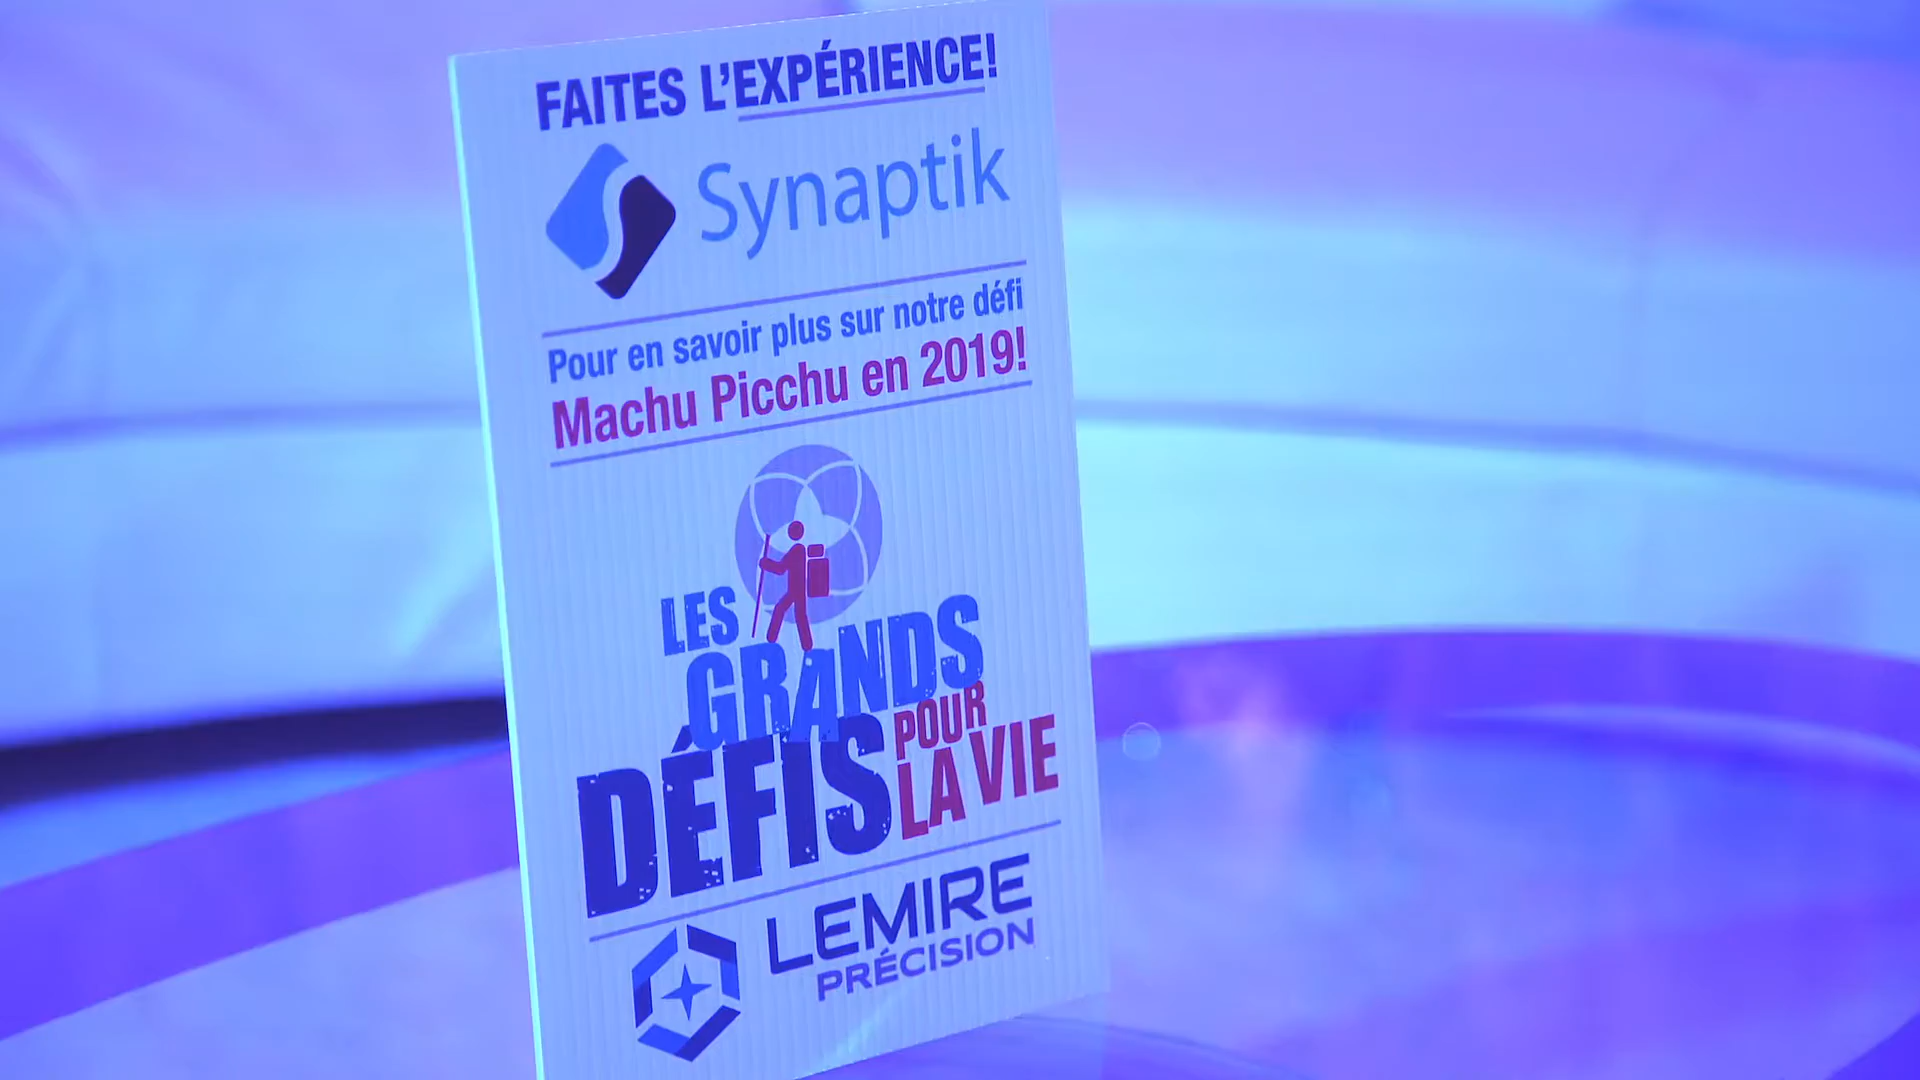 FAITES L'EXPÉRIENCE!
Synaptik
Pour en savoir plus sur notre défi
Machu Picchu en 2019!
LES
GRANDS
DÉFIS POUR
LA VIE
LEMIRE
PRÉCISION